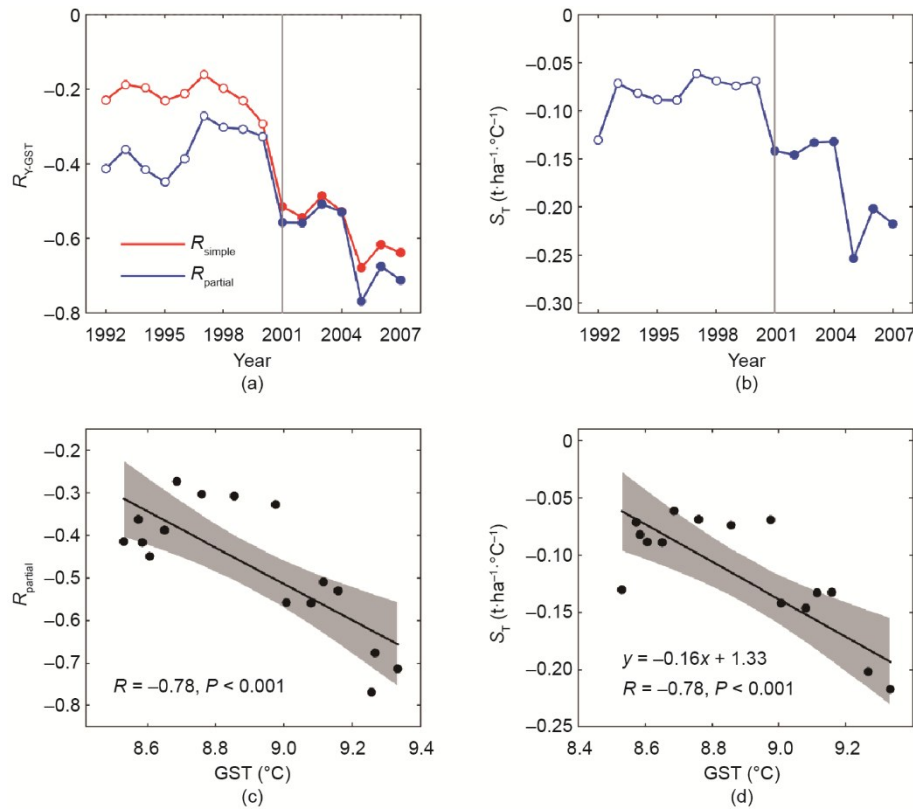 0
−0.2
−0.4
−0.6
−0.8
R_Y-GST
R_simple
R_partial
1992 1995 1998 2001 2004 2007
Year
(a)
0
−0.05
−0.10
−0.15
−0.20
−0.25
−0.30
S_T (t·ha⁻¹·°C⁻¹)
1992 1995 1998 2001 2004 2007
Year
(b)
−0.2
−0.3
−0.4
−0.5
−0.6
−0.7
−0.8
R_partial
R = −0.78, P < 0.001
8.6 8.8 9.0 9.2 9.4
GST (°C)
(c)
0
−0.05
−0.10
−0.15
−0.20
−0.25
S_T (t·ha⁻¹·°C⁻¹)
y = −0.16x + 1.33
R = −0.78, P < 0.001
8.4 8.6 8.8 9.0 9.2
GST (°C)
(d)